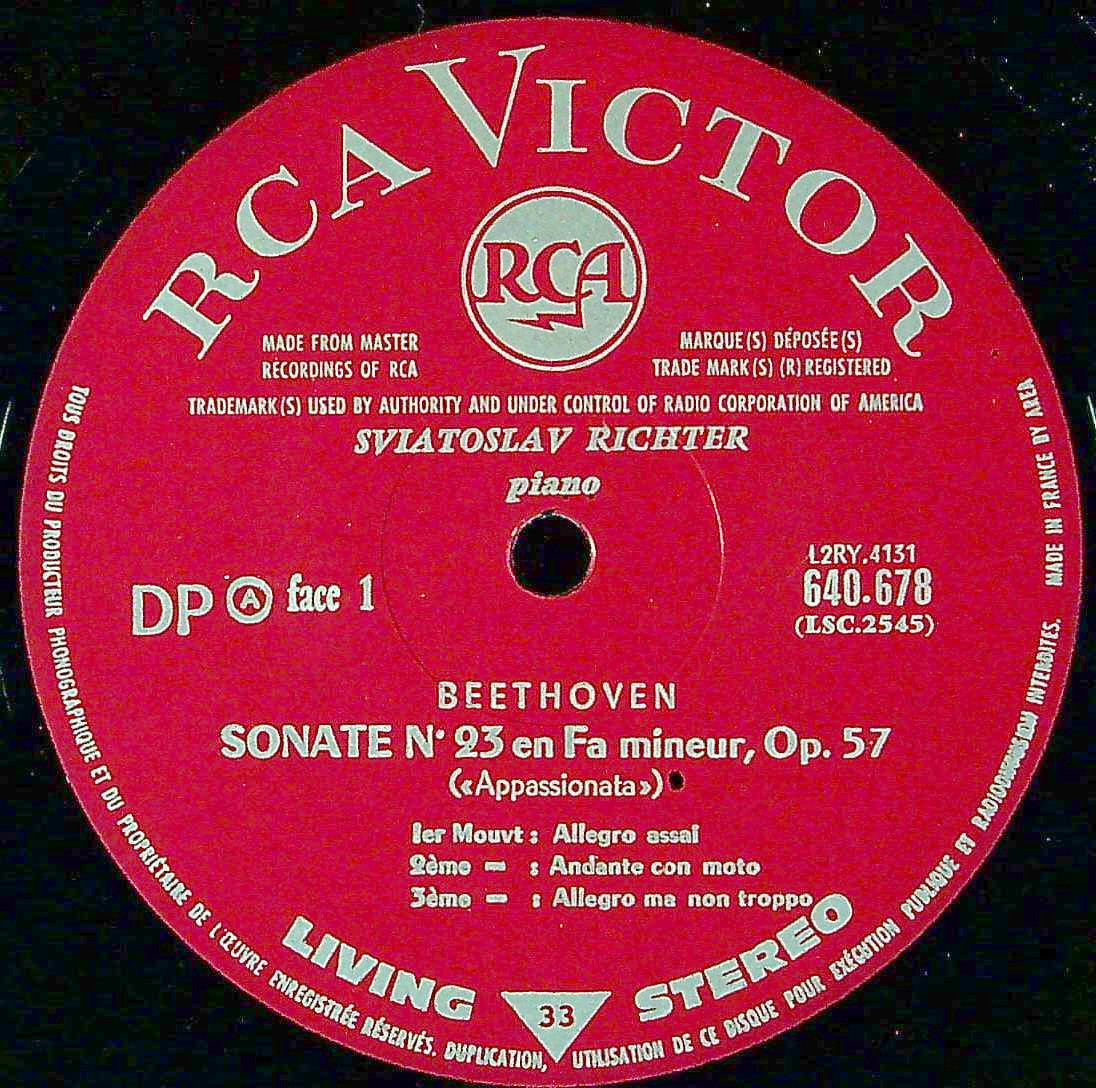 RCA VICTOR
RCA
MADE FROM MASTER
RECORDINGS OF RCA
MARQUE(S) DÉPOSÉE(S)
TRADE MARK(S) (R) REGISTERED
TRADEMARK(S) USED BY AUTHORITY AND UNDER CONTROL OF RADIO CORPORATION OF AMERICA
SVIATOSLAV RICHTER
piano
DP A face 1
L2RY.4131
640.678
(LSC.2545)
BEETHOVEN
SONATE N° 23 en Fa mineur, Op. 57
(«Appassionata»)
Ier Mouvt : Allegro assai
2ème — : Andante con moto
3ème — : Allegro ma non troppo
LIVING 33 STEREO
TOUS DROITS DU PRODUCTEUR PHONOGRAPHIQUE ET DU PROPRIÉTAIRE DE L'ŒUVRE ENREGISTRÉE RÉSERVÉS. DUPLICATION, UTILISATION DE CE DISQUE POUR EXÉCUTION PUBLIQUE ET RADIODIFFUSION INTERDITES. MADE IN FRANCE BY AREA